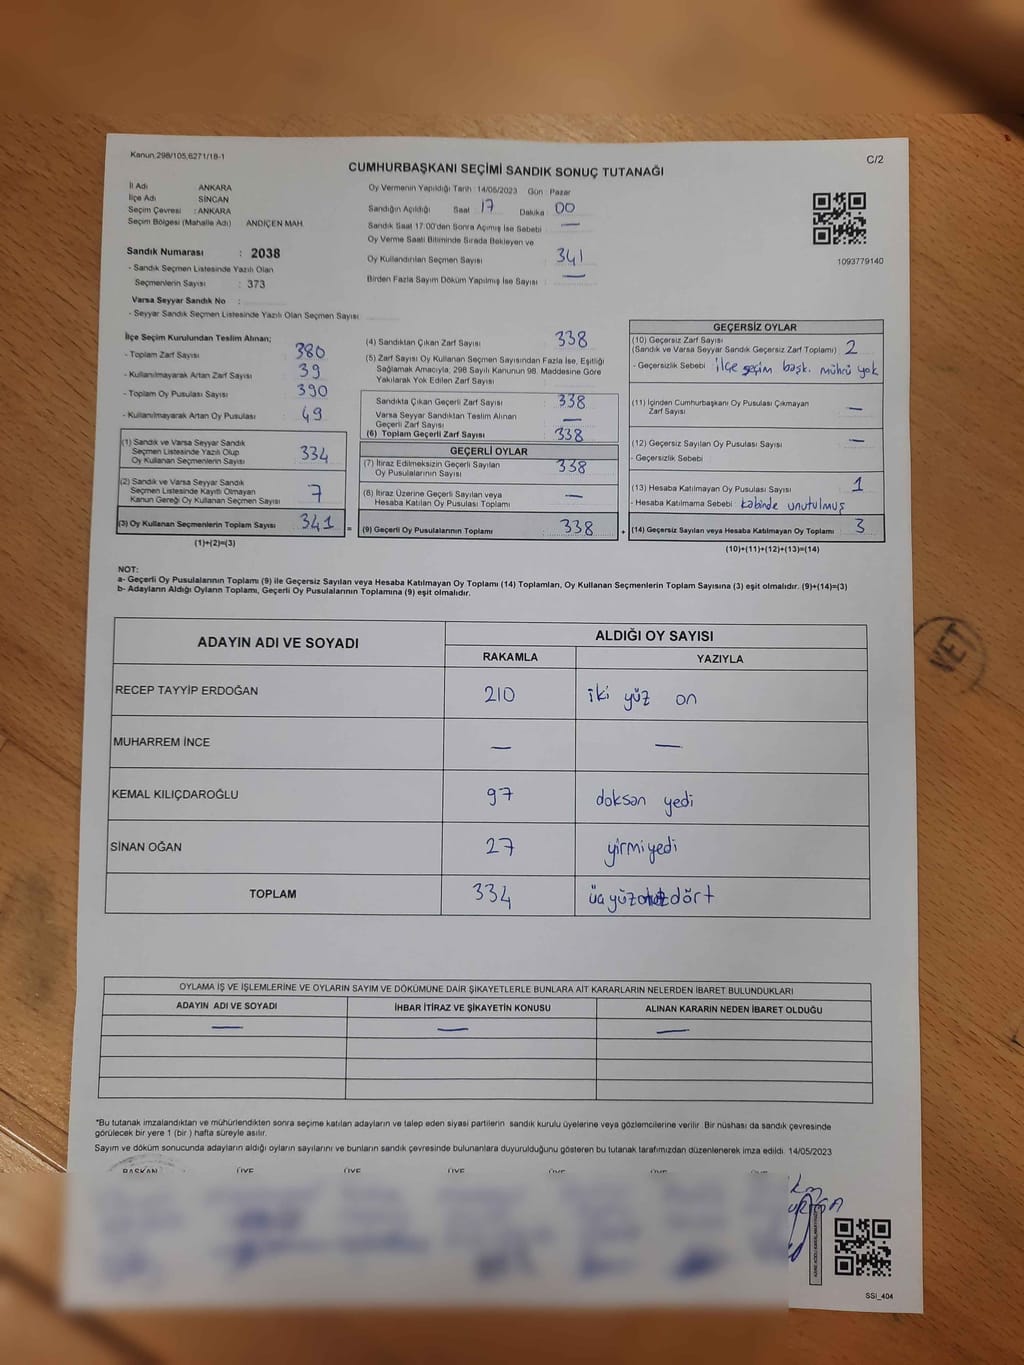 Kanun,298/105,6271/18-1
C/2
CUMHURBAŞKANI SEÇİMİ SANDIK SONUÇ TUTANAĞI
İl Adı ANKARA
İlçe Adı SİNCAN
Seçim Çevresi : ANKARA
Seçim Bölgesi (Mahalle Adı) ANDİÇEN MAH.
Sandık Numarası : 2038
- Sandık Seçmen Listesinde Yazılı Olan
Seçmenlerin Sayısı : 373
Varsa Seyyar Sandık No :
- Seyyar Sandık Seçmen Listesinde Yazılı Olan Seçmen Sayısı
Oy Vermenin Yapıldığı Tarih : 14/05/2023 Gün : Pazar
Sandığın Açıldığı Saat 17 Dakika 00
Sandık Saat 17:00'den Sonra Açılmış İse Sebebi : —
Oy Verme Saati Bitiminde Sırada Bekleyen ve
Oy Kullandırılan Seçmen Sayısı 341
Birden Fazla Sayım Döküm Yapılmış İse Sayısı : —
1093779140
İlçe Seçim Kurulundan Teslim Alınan;
- Toplam Zarf Sayısı 380
- Kullanılmayarak Artan Zarf Sayısı 39
- Toplam Oy Pusulası Sayısı 390
- Kullanılmayarak Artan Oy Pusulası 49
(1) Sandık ve Varsa Seyyar Sandık
Seçmen Listesinde Yazılı Olup
Oy Kullanan Seçmenlerin Sayısı 334
(2) Sandık ve Varsa Seyyar Sandık
Seçmen Listesinde Kayıtlı Olmayan
Kanun Gereği Oy Kullanan Seçmen Sayısı 7
(3) Oy Kullanan Seçmenlerin Toplam Sayısı 341 =
(1)+(2)=(3)
(4) Sandıktan Çıkan Zarf Sayısı 338
(5) Zarf Sayısı Oy Kullanan Seçmen Sayısından Fazla İse, Eşitliği
Sağlamak Amacıyla, 298 Sayılı Kanunun 98. Maddesine Göre
Yakılarak Yok Edilen Zarf Sayısı
Sandıkta Çıkan Geçerli Zarf Sayısı 338
Varsa Seyyar Sandıktan Teslim Alınan
Geçerli Zarf Sayısı —
(6) Toplam Geçerli Zarf Sayısı 338
GEÇERLİ OYLAR
(7) İtiraz Edilmeksizin Geçerli Sayılan
Oy Pusulalarının Sayısı 338
(8) İtiraz Üzerine Geçerli Sayılan veya
Hesaba Katılan Oy Pusulaları Toplamı —
(9) Geçerli Oy Pusulalarının Toplamı 338 +
GEÇERSİZ OYLAR
(10) Geçersiz Zarf Sayısı
(Sandık ve Varsa Seyyar Sandık Geçersiz Zarf Toplamı) 2
- Geçersizlik Sebebi : ilçe seçim başk. mührü yok
(11) İçinden Cumhurbaşkanı Oy Pusulası Çıkmayan
Zarf Sayısı —
(12) Geçersiz Sayılan Oy Pusulası Sayısı —
- Geçersizlik Sebebi :
(13) Hesaba Katılmayan Oy Pusulası Sayısı 1
- Hesaba Katılmama Sebebi : kabinde unutulmuş
(14) Geçersiz Sayılan veya Hesaba Katılmayan Oy Toplamı 3
(10)+(11)+(12)+(13)=(14)
NOT:
a- Geçerli Oy Pusulalarının Toplamı (9) ile Geçersiz Sayılan veya Hesaba Katılmayan Oy Toplamı (14) Toplamları, Oy Kullanan Seçmenlerin Toplam Sayısına (3) eşit olmalıdır. (9)+(14)=(3)
b- Adayların Aldığı Oyların Toplamı, Geçerli Oy Pusulalarının Toplamına (9) eşit olmalıdır.
ADAYIN ADI VE SOYADI ALDIĞI OY SAYISI
RAKAMLA YAZIYLA
RECEP TAYYİP ERDOĞAN 210 iki yüz on
MUHARREM İNCE — —
KEMAL KILIÇDAROĞLU 97 doksan yedi
SİNAN OĞAN 27 yirmiyedi
TOPLAM 334 üçyüzotuzdört
EVET
OYLAMA İŞ VE İŞLEMLERİNE VE OYLARIN SAYIM VE DÖKÜMÜNE DAİR ŞİKAYETLERLE BUNLARA AİT KARARLARIN NELERDEN İBARET BULUNDUKLARI
ADAYIN ADI VE SOYADI İHBAR İTİRAZ VE ŞİKAYETİN KONUSU ALINAN KARARIN NEDEN İBARET OLDUĞU
— — —
*Bu tutanak imzalandıktan ve mühürlendikten sonra seçime katılan adayların ve talep eden siyasi partilerin sandık kurulu üyelerine veya gözlemcilerine verilir. Bir nüshası da sandık çevresinde
görülecek bir yere 1 (bir) hafta süreyle asılır.
Sayım ve döküm sonucunda adayların aldığı oyların sayılarını ve bunların sandık çevresinde bulunanlara duyurulduğunu gösteren bu tutanak tarafımızdan düzenlenerek imza edildi. 14/05/2023
BAŞKAN ÜYE ÜYE ÜYE ÜYE ÜYE ÜYE
SSİ_404